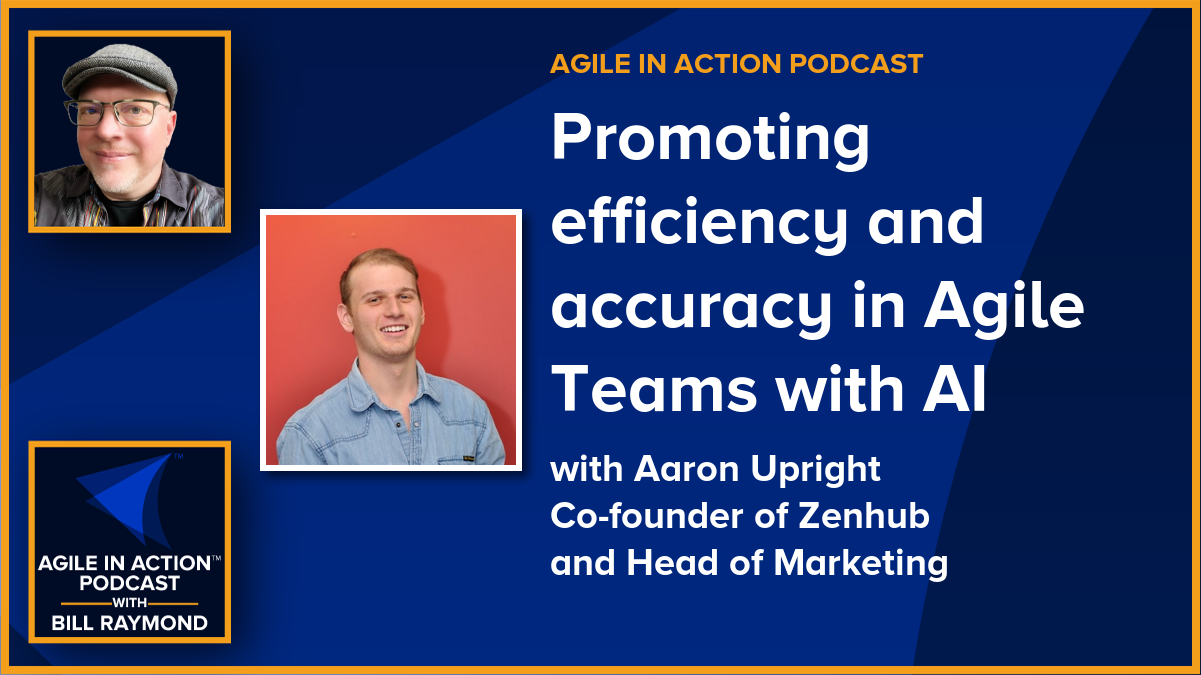 AGILE IN ACTION PODCAST
Promoting
efficiency and
accuracy in Agile
Teams with AI
with Aaron Upright
Co-founder of Zenhub
and Head of Marketing
TM
AGILE IN ACTION™
PODCAST
WITH
BILL RAYMOND